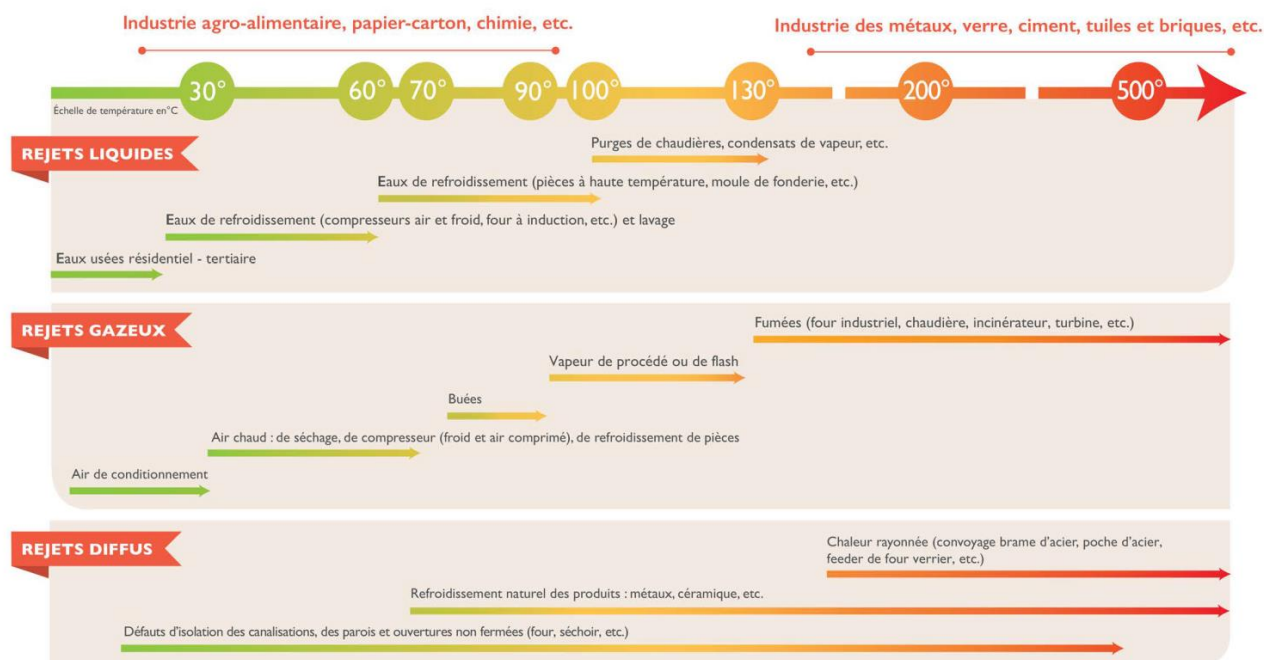 Industrie agro-alimentaire, papier-carton, chimie, etc.
Industrie des métaux, verre, ciment, tuiles et briques, etc.
30° 60° 70° 90° 100° 130° 200° 500°
Échelle de température en°C
REJETS LIQUIDES
Purges de chaudières, condensats de vapeur, etc.
Eaux de refroidissement (pièces à haute température, moule de fonderie, etc.)
Eaux de refroidissement (compresseurs air et froid, four à induction, etc.) et lavage
Eaux usées résidentiel - tertiaire
REJETS GAZEUX
Fumées (four industriel, chaudière, incinérateur, turbine, etc.)
Vapeur de procédé ou de flash
Buées
Air chaud : de séchage, de compresseur (froid et air comprimé), de refroidissement de pièces
Air de conditionnement
REJETS DIFFUS
Chaleur rayonnée (convoyage brame d'acier, poche d'acier,
feeder de four verrier, etc.)
Refroidissement naturel des produits : métaux, céramique, etc.
Défauts d'isolation des canalisations, des parois et ouvertures non fermées (four, séchoir, etc.)